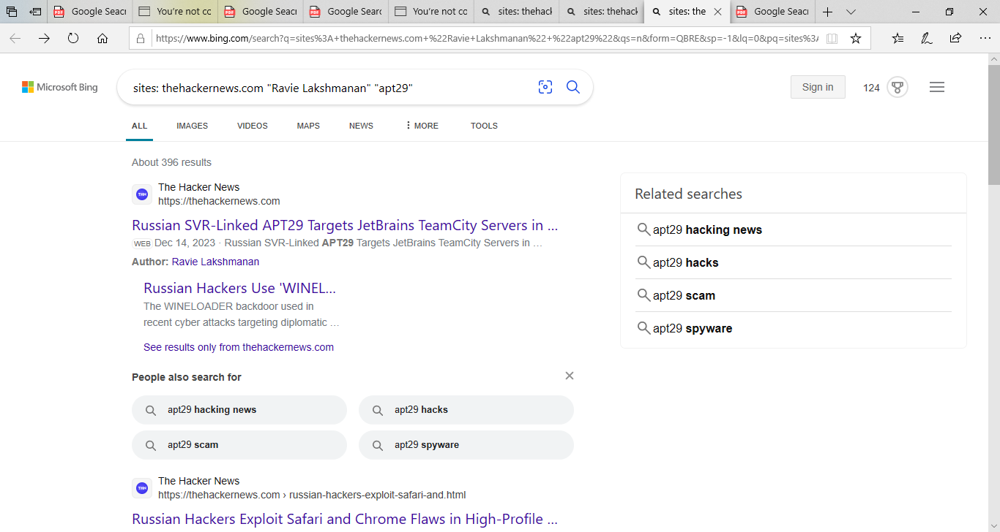 Google Searc
You're not co
Google Searc
Google Searc
You're not co
sites: thehack
sites: thehack
sites: the
Google Searc
https://www.bing.com/search?q=sites%3A+thehackernews.com+%22Ravie+Lakshmanan%22+%22apt29%22&qs=n&form=QBRE&sp=-1&lq=0&pq=sites%3A
Microsoft Bing
sites: thehackernews.com "Ravie Lakshmanan" "apt29"
Sign in
124
ALL
IMAGES
VIDEOS
MAPS
NEWS
MORE
TOOLS
About 396 results
The Hacker News
https://thehackernews.com
Russian SVR-Linked APT29 Targets JetBrains TeamCity Servers in ...
WEB Dec 14, 2023 · Russian SVR-Linked APT29 Targets JetBrains TeamCity Servers in …
Author: Ravie Lakshmanan
Russian Hackers Use 'WINEL...
The WINELOADER backdoor used in
recent cyber attacks targeting diplomatic …
See results only from thehackernews.com
People also search for
apt29 hacking news
apt29 hacks
apt29 scam
apt29 spyware
The Hacker News
https://thehackernews.com › russian-hackers-exploit-safari-and.html
Russian Hackers Exploit Safari and Chrome Flaws in High-Profile ...
Related searches
apt29 hacking news
apt29 hacks
apt29 scam
apt29 spyware